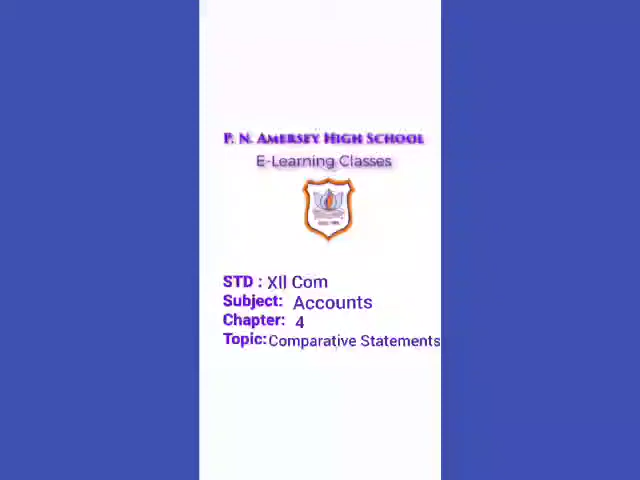 P. N. AMERSEY HIGH SCHOOL
E-Learning Classes
STD : XII Com
Subject: Accounts
Chapter: 4
Topic: Comparative Statements